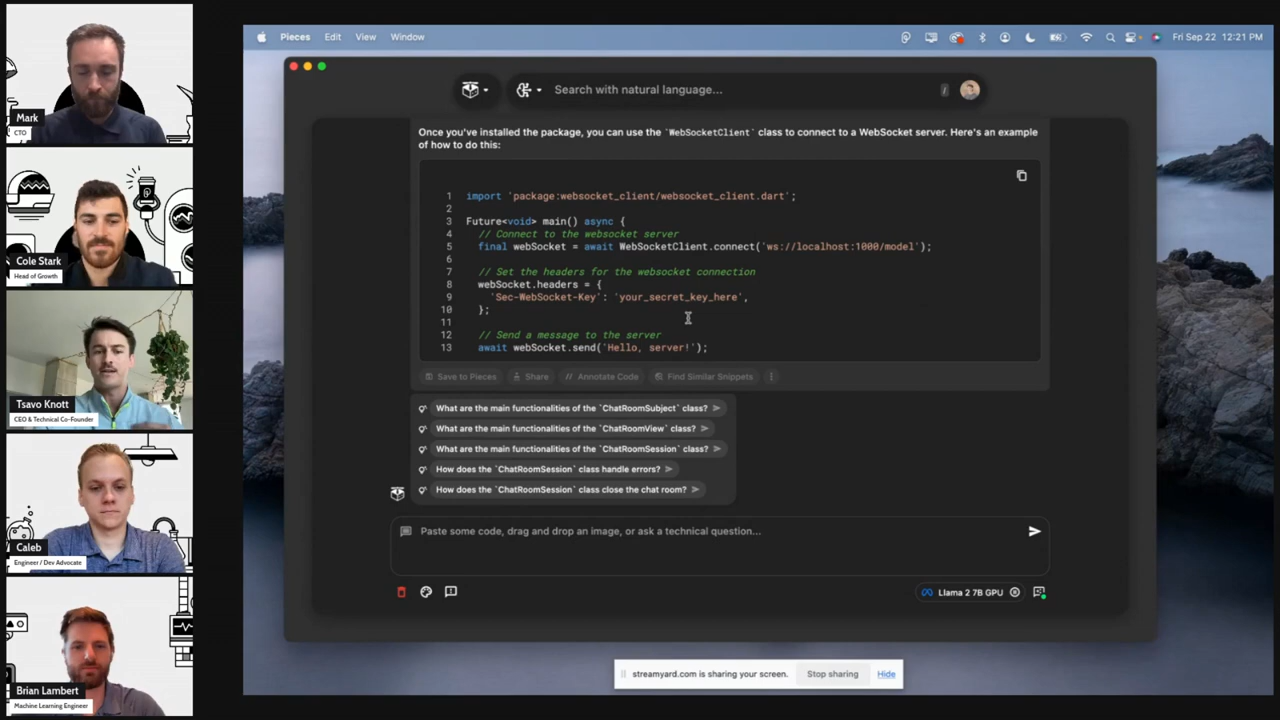 Mark
CTO
Cole Stark
Head of Growth
Tsavo Knott
CEO & Technical Co-Founder
Caleb
Engineer / Dev Advocate
Brian Lambert
Machine Learning Engineer
Pieces Edit View Window
Fri Sep 22 12:21 PM
Search with natural language...
/
Once you've installed the package, you can use the `WebSocketClient` class to connect to a WebSocket server. Here's an example
of how to do this:
1 import 'package:websocket_client/websocket_client.dart';
2
3 Future<void> main() async {
4 // Connect to the websocket server
5 final webSocket = await WebSocketClient.connect('ws://localhost:1000/model');
6
7 // Set the headers for the websocket connection
8 webSocket.headers = {
9 'Sec-WebSocket-Key': 'your_secret_key_here',
10 };
11
12 // Send a message to the server
13 await webSocket.send('Hello, server!');
Save to Pieces Share // Annotate Code Find Similar Snippets
What are the main functionalities of the `ChatRoomSubject` class?
What are the main functionalities of the `ChatRoomView` class?
What are the main functionalities of the `ChatRoomSession` class?
How does the `ChatRoomSession` class handle errors?
How does the `ChatRoomSession` class close the chat room?
Paste some code, drag and drop an image, or ask a technical question...
Llama 2 7B GPU
streamyard.com is sharing your screen. Stop sharing Hide